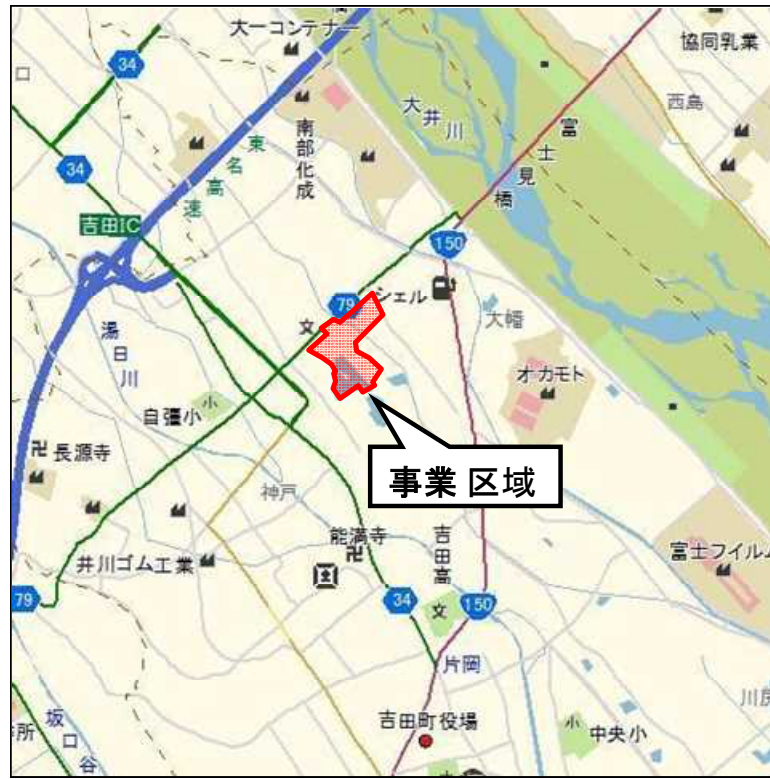 大一コンテナー
34
協同乳業
西島
大井川
富士見橋
南部化成
東名高速
34
吉田IC
150
79
シェル
文
大幡
湯日川
オカモト
自彊小
小
長源寺
事業 区域
神戸
能満寺
吉田高
井川ゴム工業
富士フイルム
79
34
文
150
片岡
吉田町役場
小
中央小
川尻
坂口谷
所